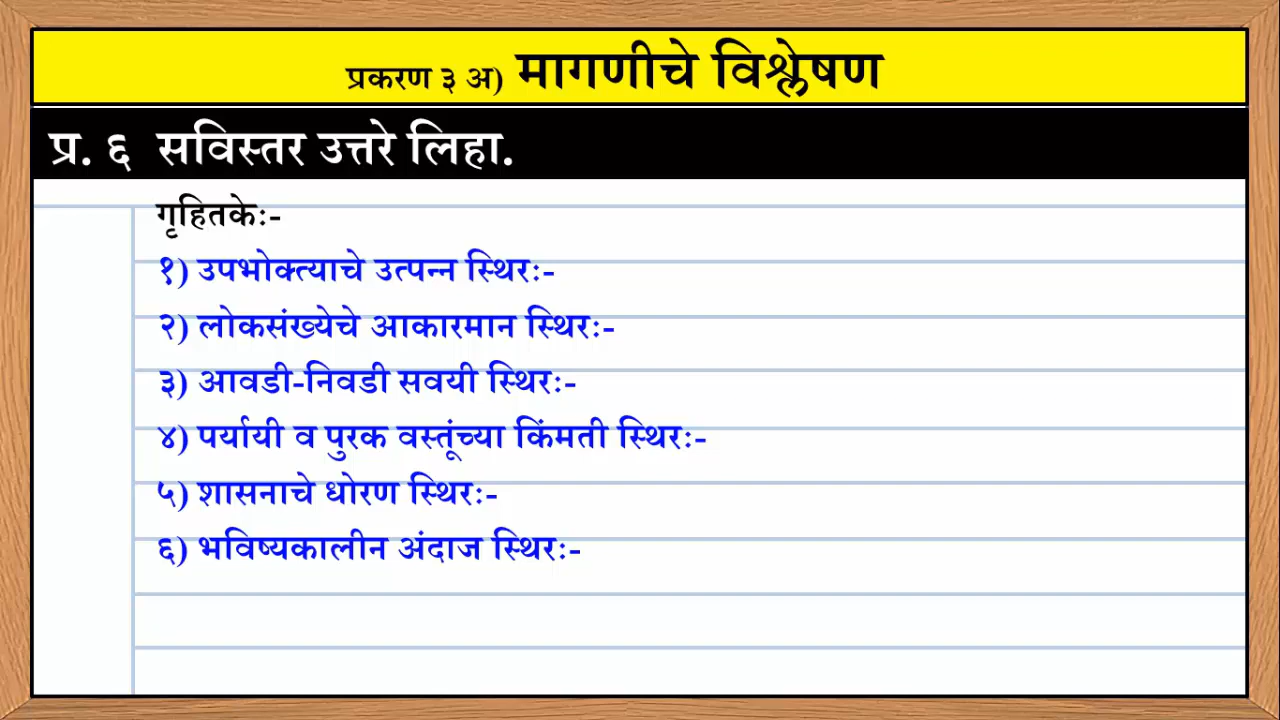 प्रकरण ३ अ) मागणीचे विश्लेषण
प्र. ६ सविस्तर उत्तरे लिहा.
गृहितकेः-
१) उपभोक्त्याचे उत्पन्न स्थिरः-
२) लोकसंख्येचे आकारमान स्थिरः-
३) आवडी-निवडी सवयी स्थिरः-
४) पर्यायी व पुरक वस्तूंच्या किंमती स्थिरः-
५) शासनाचे धोरण स्थिरः-
६) भविष्यकालीन अंदाज स्थिरः-